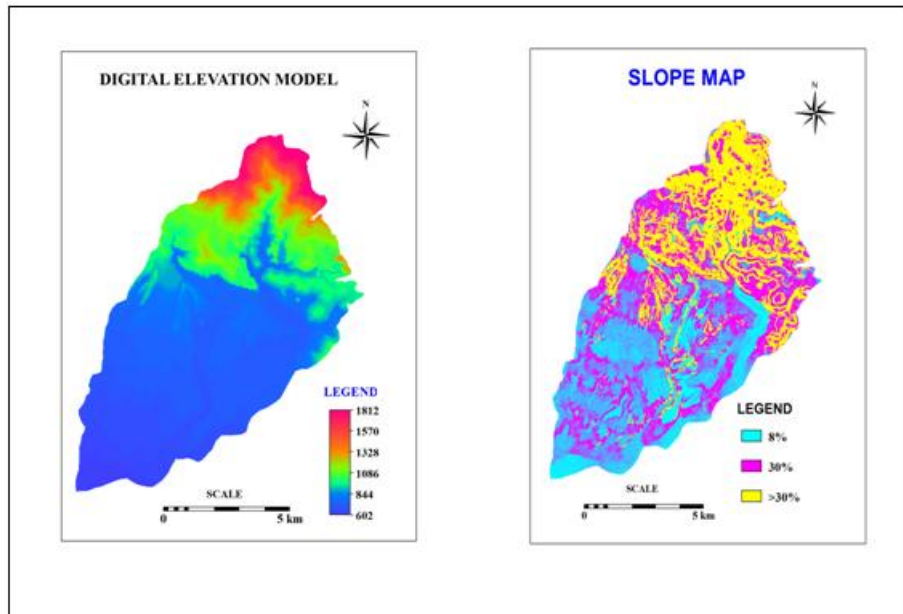 DIGITAL ELEVATION MODEL
N
LEGEND
1812
1570
1328
1086
844
602
SCALE
0 5 km
SLOPE MAP
N
LEGEND
8%
30%
>30%
SCALE
0 5 km